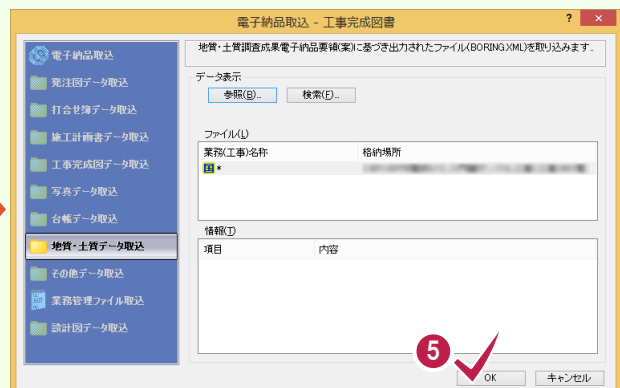 電子納品取込 - 工事完成図書
?
×
電子納品取込
発注図データ取込
打合せ簿データ取込
施工計画書データ取込
工事完成図データ取込
写真データ取込
台帳データ取込
地質・土質データ取込
その他データ取込
業務管理ファイル取込
設計図データ取込
地質・土質調査成果電子納品要領(案)に基づき出力されたファイル(BORING.XML)を取り込みます。
データ表示
参照(B)... 検索(F)...
ファイル(L)
業務(工事)名称 格納場所
*
情報(T)
項目 内容
5
OK キャンセル